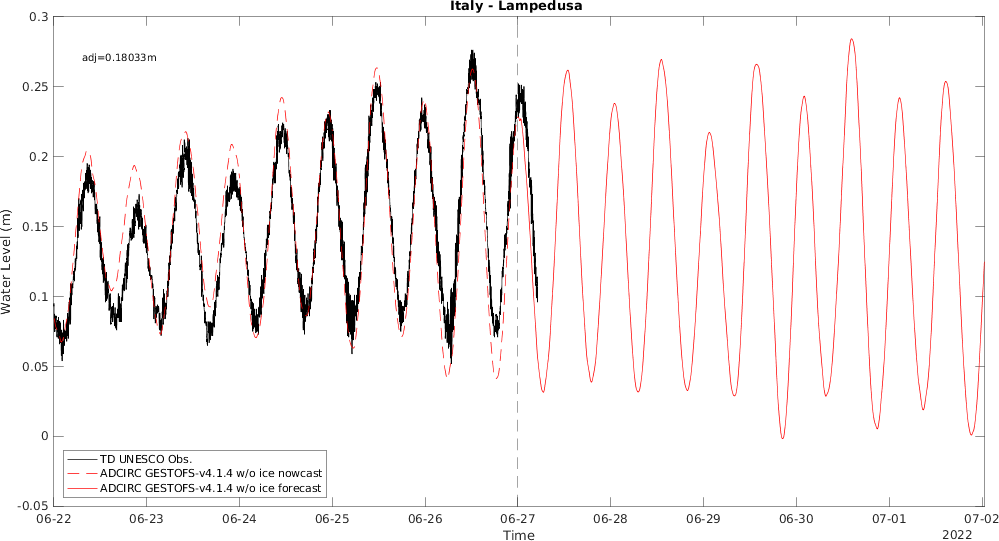 Italy - Lampedusa
adj=0.18033m
0.3
0.25
0.2
0.15
0.1
0.05
0
-0.05
Water Level (m)
TD UNESCO Obs.
ADCIRC GESTOFS-v4.1.4 w/o ice nowcast
ADCIRC GESTOFS-v4.1.4 w/o ice forecast
06-22 06-23 06-24 06-25 06-26 06-27 06-28 06-29 06-30 07-01 07-02
Time
2022